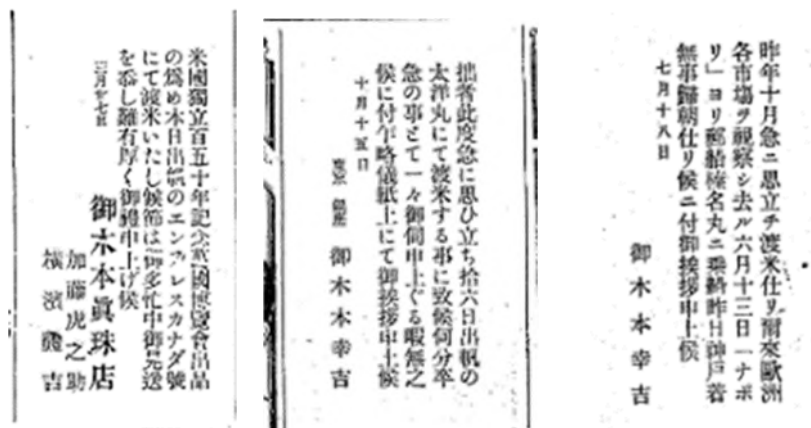 米國獨立百五十年記念萬國博覽會出品
の爲め本日出帆のエンプレスカナダ號
にて渡米いたし候節は御多忙中御見送
を忝し難有厚く御禮申上げ候
月廿七日
御木本眞珠店
加藤虎之助
横濱吉
拙者此度急に思ひ立ち拾六日出帆の
太洋丸にて渡米する事に致候何分卒
急の事とて一々御伺申上ぐる暇無之
候に付乍略儀紙上にて御挨拶申上候
十月十五日
東京 銀座 御木本幸吉
昨年十月急ニ思立チ渡米仕リ爾來歐洲
各市場ヲ視察シ去ル六月十三日「ナポ
リ」ヨリ郵船榛名丸ニ乘船昨日神戸着
無事歸朝仕リ候ニ付御挨拶申上候
七月十八日
御木本幸吉